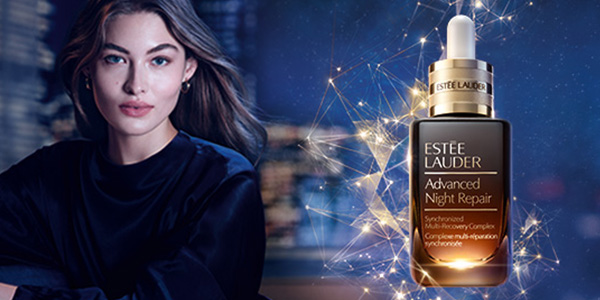 ESTĒE LAUDER
ESTĒE
LAUDER
Advanced
Night Repair
Synchronized
Multi-Recovery Complex
Complexe multi-réparation
synchronisée